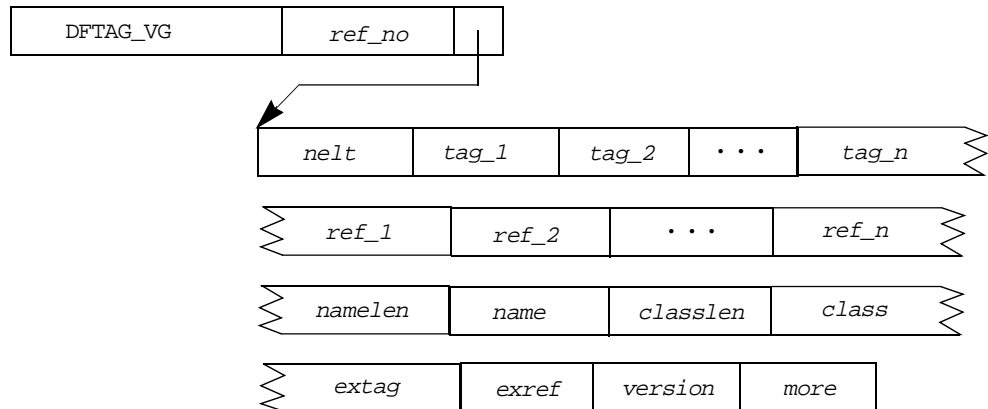 DFTAG_VG ref_no
nelt tag_1 tag_2 ··· tag_n
ref_1 ref_2 ··· ref_n
namelen name classlen class
extag exref version more